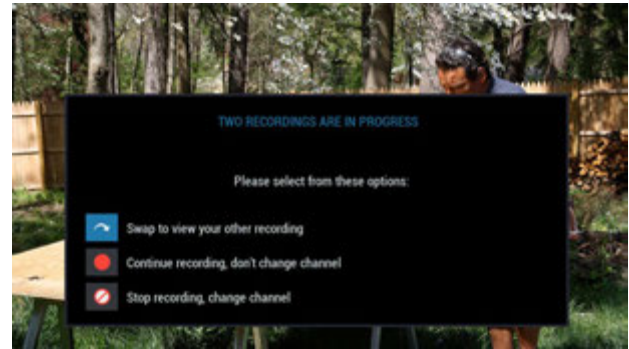 TWO RECORDINGS ARE IN PROGRESS
Please select from these options:
Swap to view your other recording
Continue recording, don't change channel
Stop recording, change channel